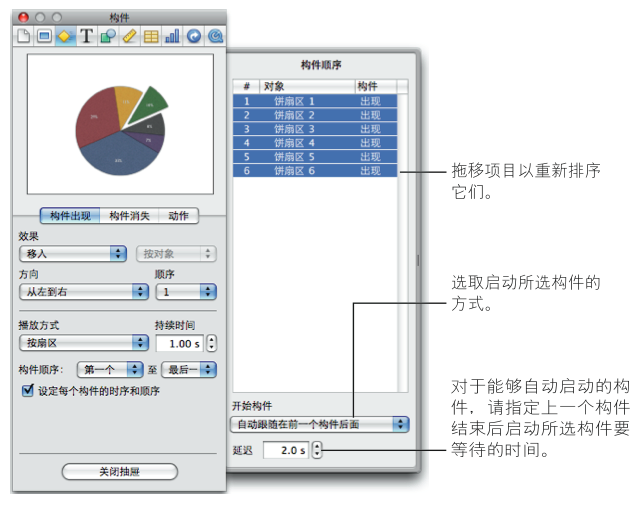 构件
构件出现 构件消失 动作
效果
移入 按对象
方向 顺序
从左到右 1
播放方式 持续时间
按扇区 1.00 s
构件顺序: 第一个 至 最后一
设定每个构件的时序和顺序
关闭抽屉
构件顺序
# 对象 构件
1 饼扇区 1 出现
2 饼扇区 2 出现
3 饼扇区 3 出现
4 饼扇区 4 出现
5 饼扇区 5 出现
6 饼扇区 6 出现
开始构件
自动跟随在前一个构件后面
延迟 2.0 s
拖移项目以重新排序
它们。
选取启动所选构件的
方式。
对于能够自动启动的构
件，请指定上一个构件
结束后启动所选构件要
等待的时间。